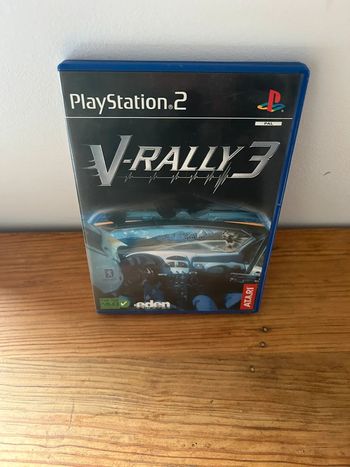 PlayStation®2
PAL
V-RALLY 3
eden
ATARI